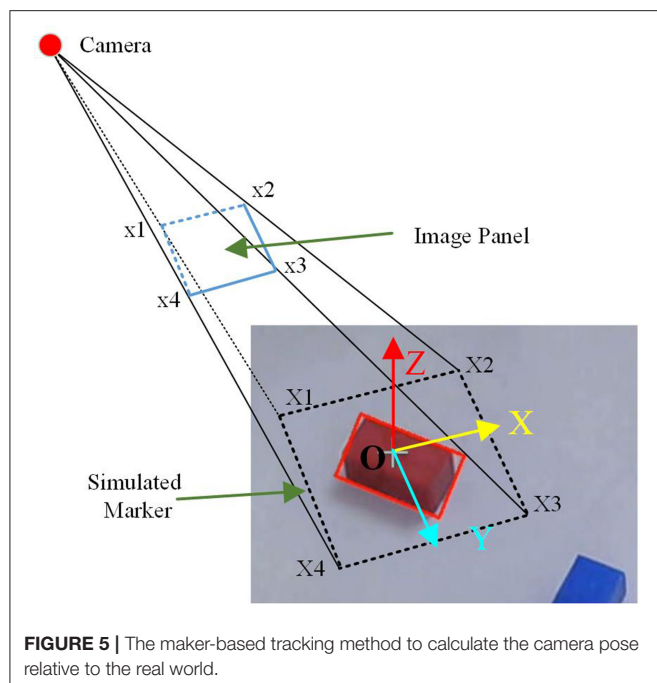 Camera
x2
x1
Image Panel
x3
x4
Z
X2
X1
X
O
Simulated
Marker
Y
X3
X4
FIGURE 5 | The maker-based tracking method to calculate the camera pose
relative to the real world.